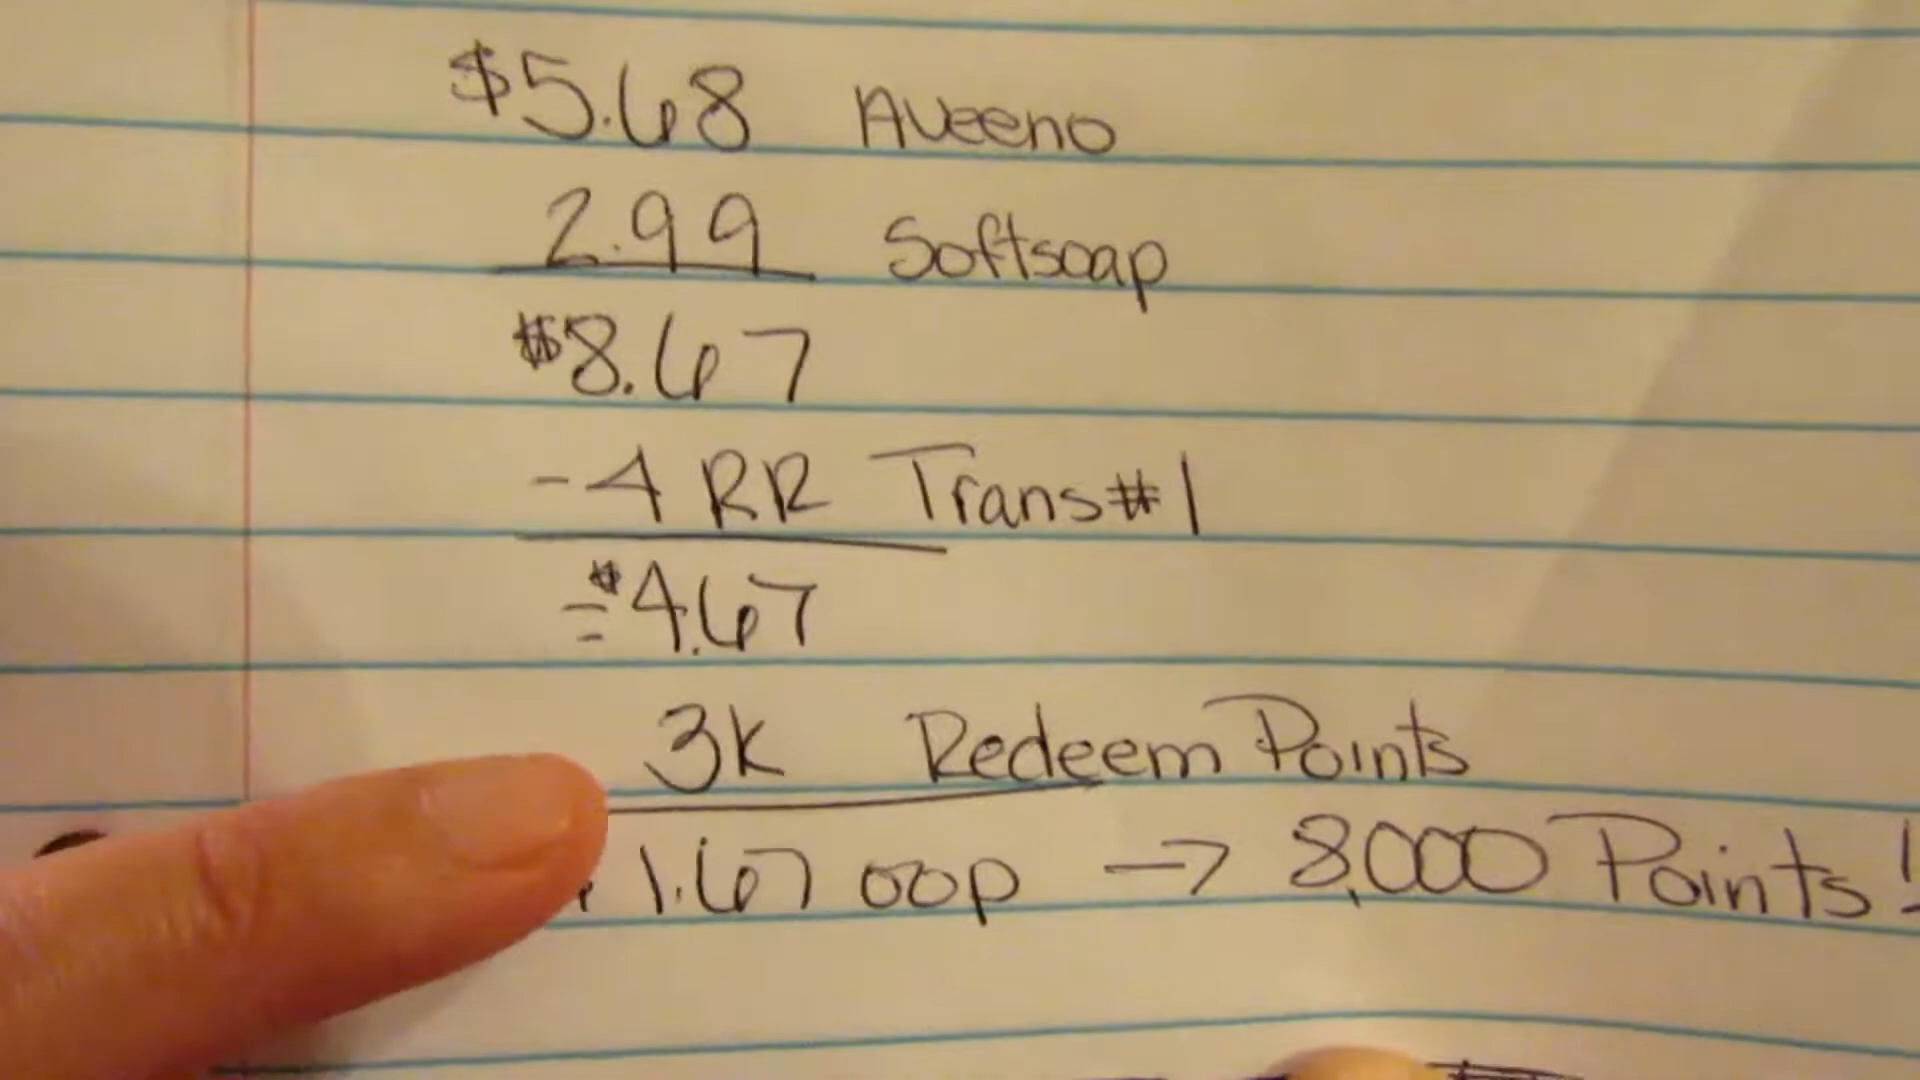 $5.68 Aveeno
2.99 Softsoap
$8.67
-4 RR Trans#1
=$4.67
3K Redeem Points
1.67 oop → 8,000 Points!